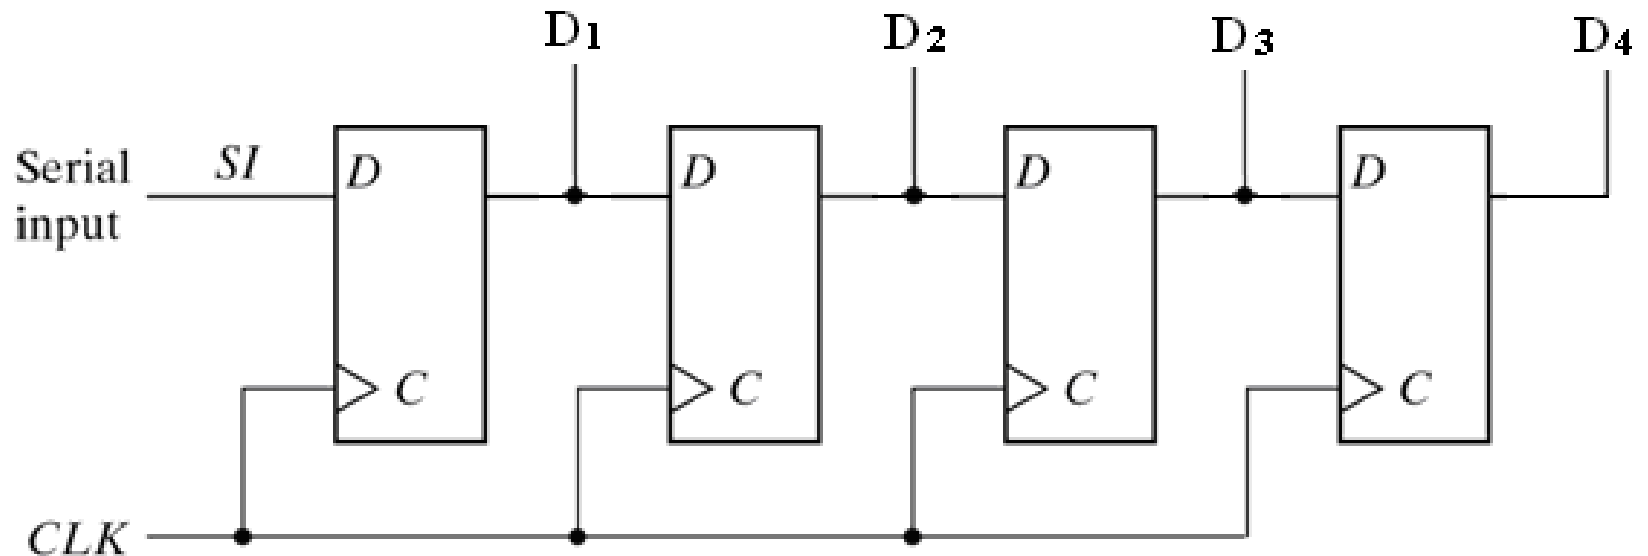 D1 D2 D3 D4
Serial SI D D D D
input
C C C C
CLK